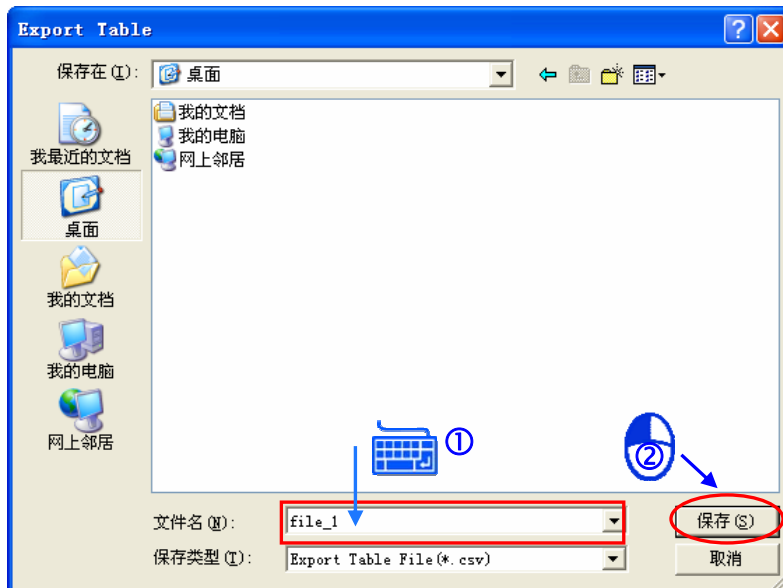 Export Table
保存在(I):
桌面
我最近的文档
桌面
我的文档
我的电脑
网上邻居
我的文档
我的电脑
网上邻居
①
②
文件名(N):
file_1
保存(S)
保存类型(T):
Export Table File(*.csv)
取消